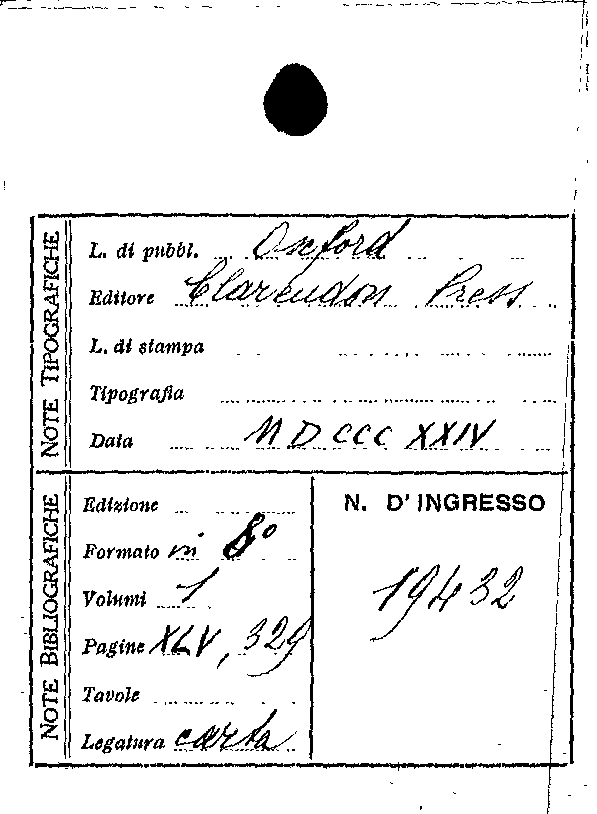 NOTE TIPOGRAFICHE
L. di pubbl. Oxford
Editore Clarendon Press
L. di stampa
Tipografia
Data MDCCCXXIV
NOTE BIBLIOGRAFICHE
Edizione
Formato in 8°
Volumi 1
Pagine XLV, 329
Tavole
Legatura carta
N. D'INGRESSO
19432